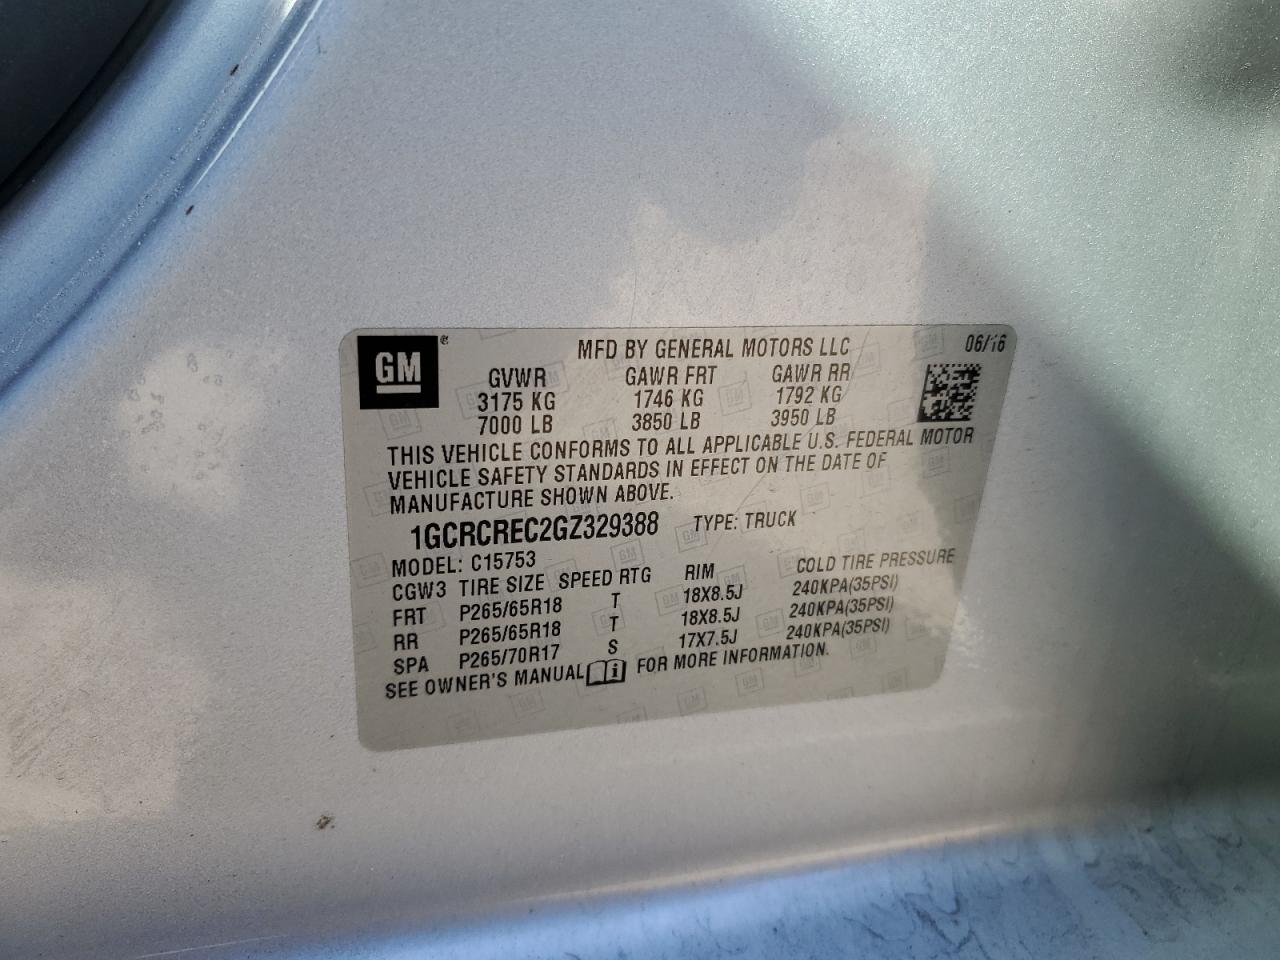 GM ®
MFD BY GENERAL MOTORS LLC 06/16
GVWR GAWR FRT GAWR RR
3175 KG 1746 KG 1792 KG
7000 LB 3850 LB 3950 LB
THIS VEHICLE CONFORMS TO ALL APPLICABLE U.S. FEDERAL MOTOR
VEHICLE SAFETY STANDARDS IN EFFECT ON THE DATE OF
MANUFACTURE SHOWN ABOVE.
1GCRCREC2GZ329388 TYPE: TRUCK
MODEL: C15753
CGW3 TIRE SIZE SPEED RTG RIM COLD TIRE PRESSURE
FRT P265/65R18 T 18X8.5J 240KPA(35PSI)
RR P265/65R18 T 18X8.5J 240KPA(35PSI)
SPA P265/70R17 S 17X7.5J 240KPA(35PSI)
SEE OWNER'S MANUAL i FOR MORE INFORMATION.